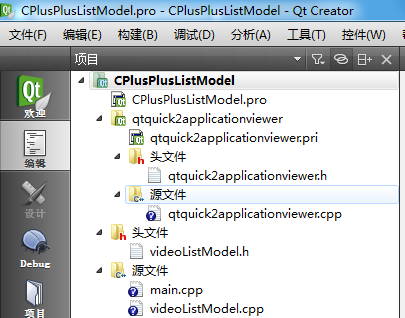 CPlusPlusListModel.pro - CPlusPlusListModel - Qt Creator
文件(F) 编辑(E) 构建(B) 调试(D) 分析(A) 工具(T) 控件(W)
项目
Qt
欢迎
编辑
设计
Debug
项目
CPlusPlusListModel
CPlusPlusListModel.pro
qtquick2applicationviewer
qtquick2applicationviewer.pri
头文件
qtquick2applicationviewer.h
源文件
qtquick2applicationviewer.cpp
头文件
videoListModel.h
源文件
main.cpp
videoListModel.cpp